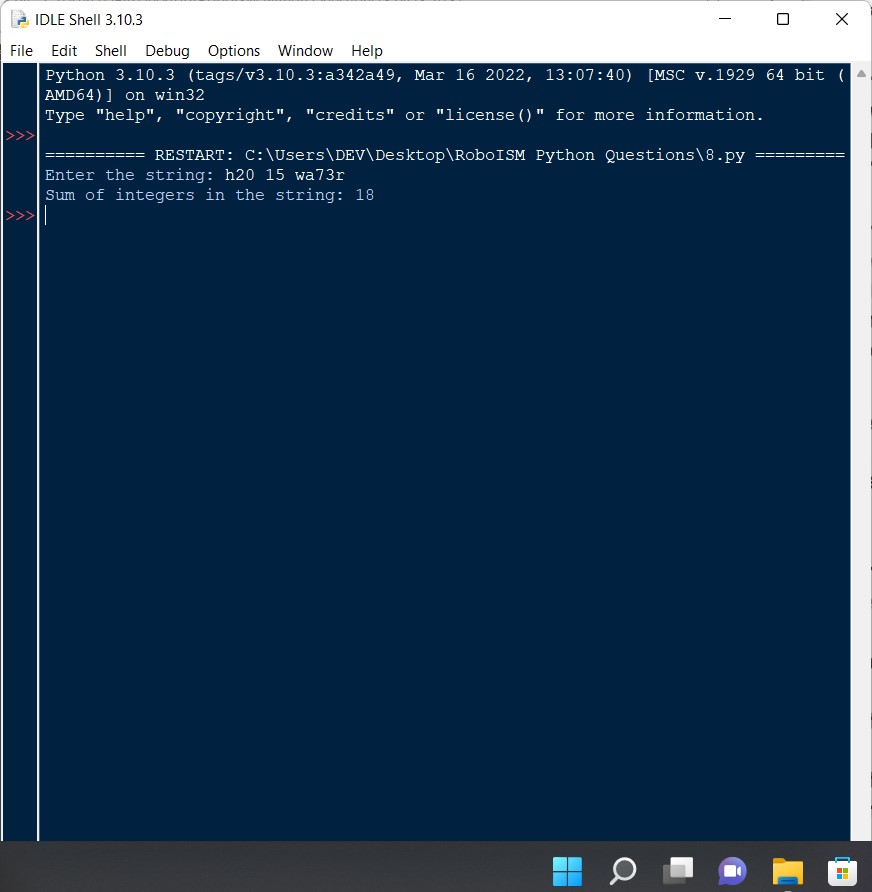 IDLE Shell 3.10.3
File Edit Shell Debug Options Window Help
Python 3.10.3 (tags/v3.10.3:a342a49, Mar 16 2022, 13:07:40) [MSC v.1929 64 bit (
AMD64)] on win32
Type "help", "copyright", "credits" or "license()" for more information.
>>>
========== RESTART: C:\Users\DEV\Desktop\RoboISM Python Questions\8.py =========
Enter the string: h20 15 wa73r
Sum of integers in the string: 18
>>>